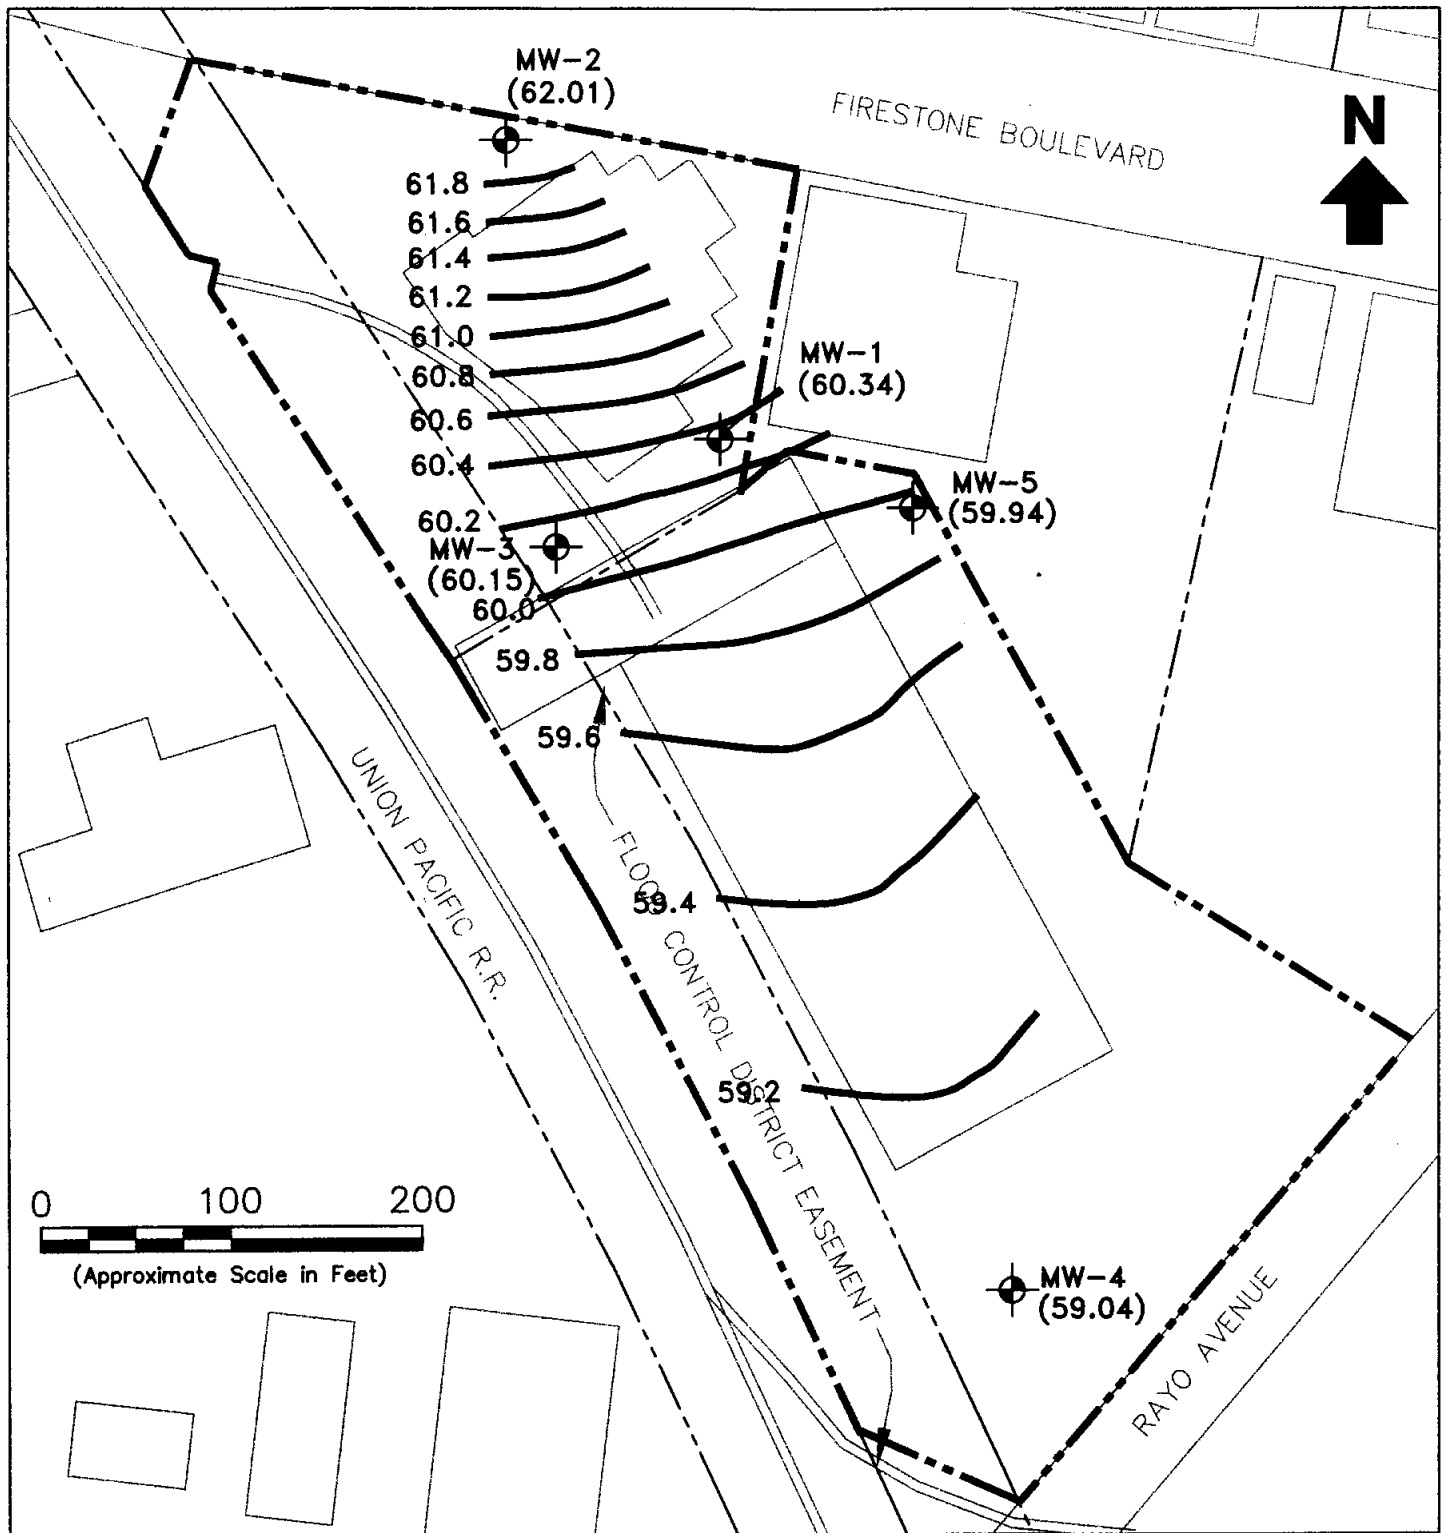 MW-2
(62.01)
FIRESTONE BOULEVARD
N
61.8
61.6
61.4
61.2
61.0
60.8
60.6
60.4
60.2
MW-1
(60.34)
MW-5
(59.94)
MW-3
(60.15)
60.0
59.8
59.6
59.4
59.2
UNION PACIFIC R.R.
FLOOD CONTROL DISTRICT EASEMENT
0 100 200
(Approximate Scale in Feet)
MW-4
(59.04)
RAYO AVENUE